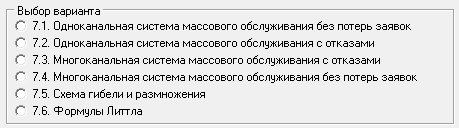 Выбор варианта
7.1. Одноканальная система массового обслуживания без потерь заявок
7.2. Одноканальная система массового обслуживания с отказами
7.3. Многоканальная система массового обслуживания с отказами
7.4. Многоканальная система массового обслуживания без потерь заявок
7.5. Схема гибели и размножения
7.6. Формулы Литтла